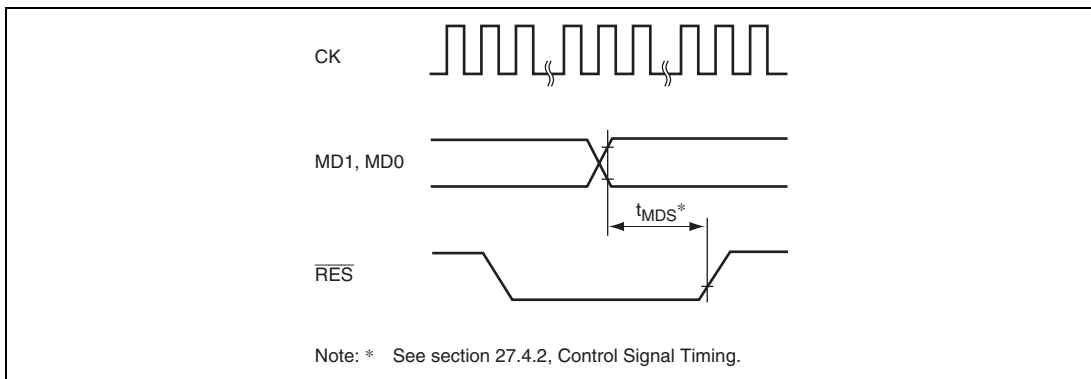 CK
MD1, MD0
tMDS*
RES
Note: * See section 27.4.2, Control Signal Timing.